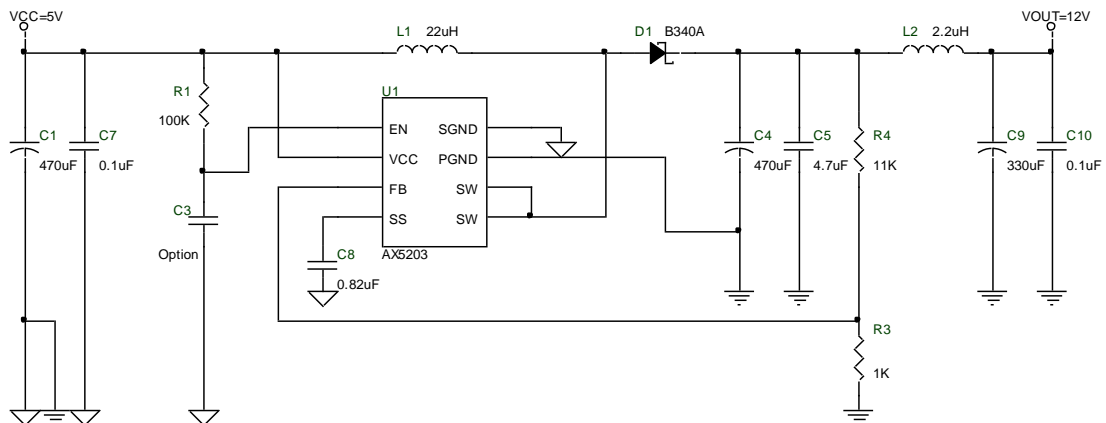 VCC=5V
VOUT=12V
L1 22uH
D1 B340A
L2 2.2uH
R1
100K
U1
EN
VCC
FB
SS
SGND
PGND
SW
SW
AX5203
C1
470uF
C7
0.1uF
C3
Option
C8
0.82uF
C4
470uF
C5
4.7uF
R4
11K
C9
330uF
C10
0.1uF
R3
1K